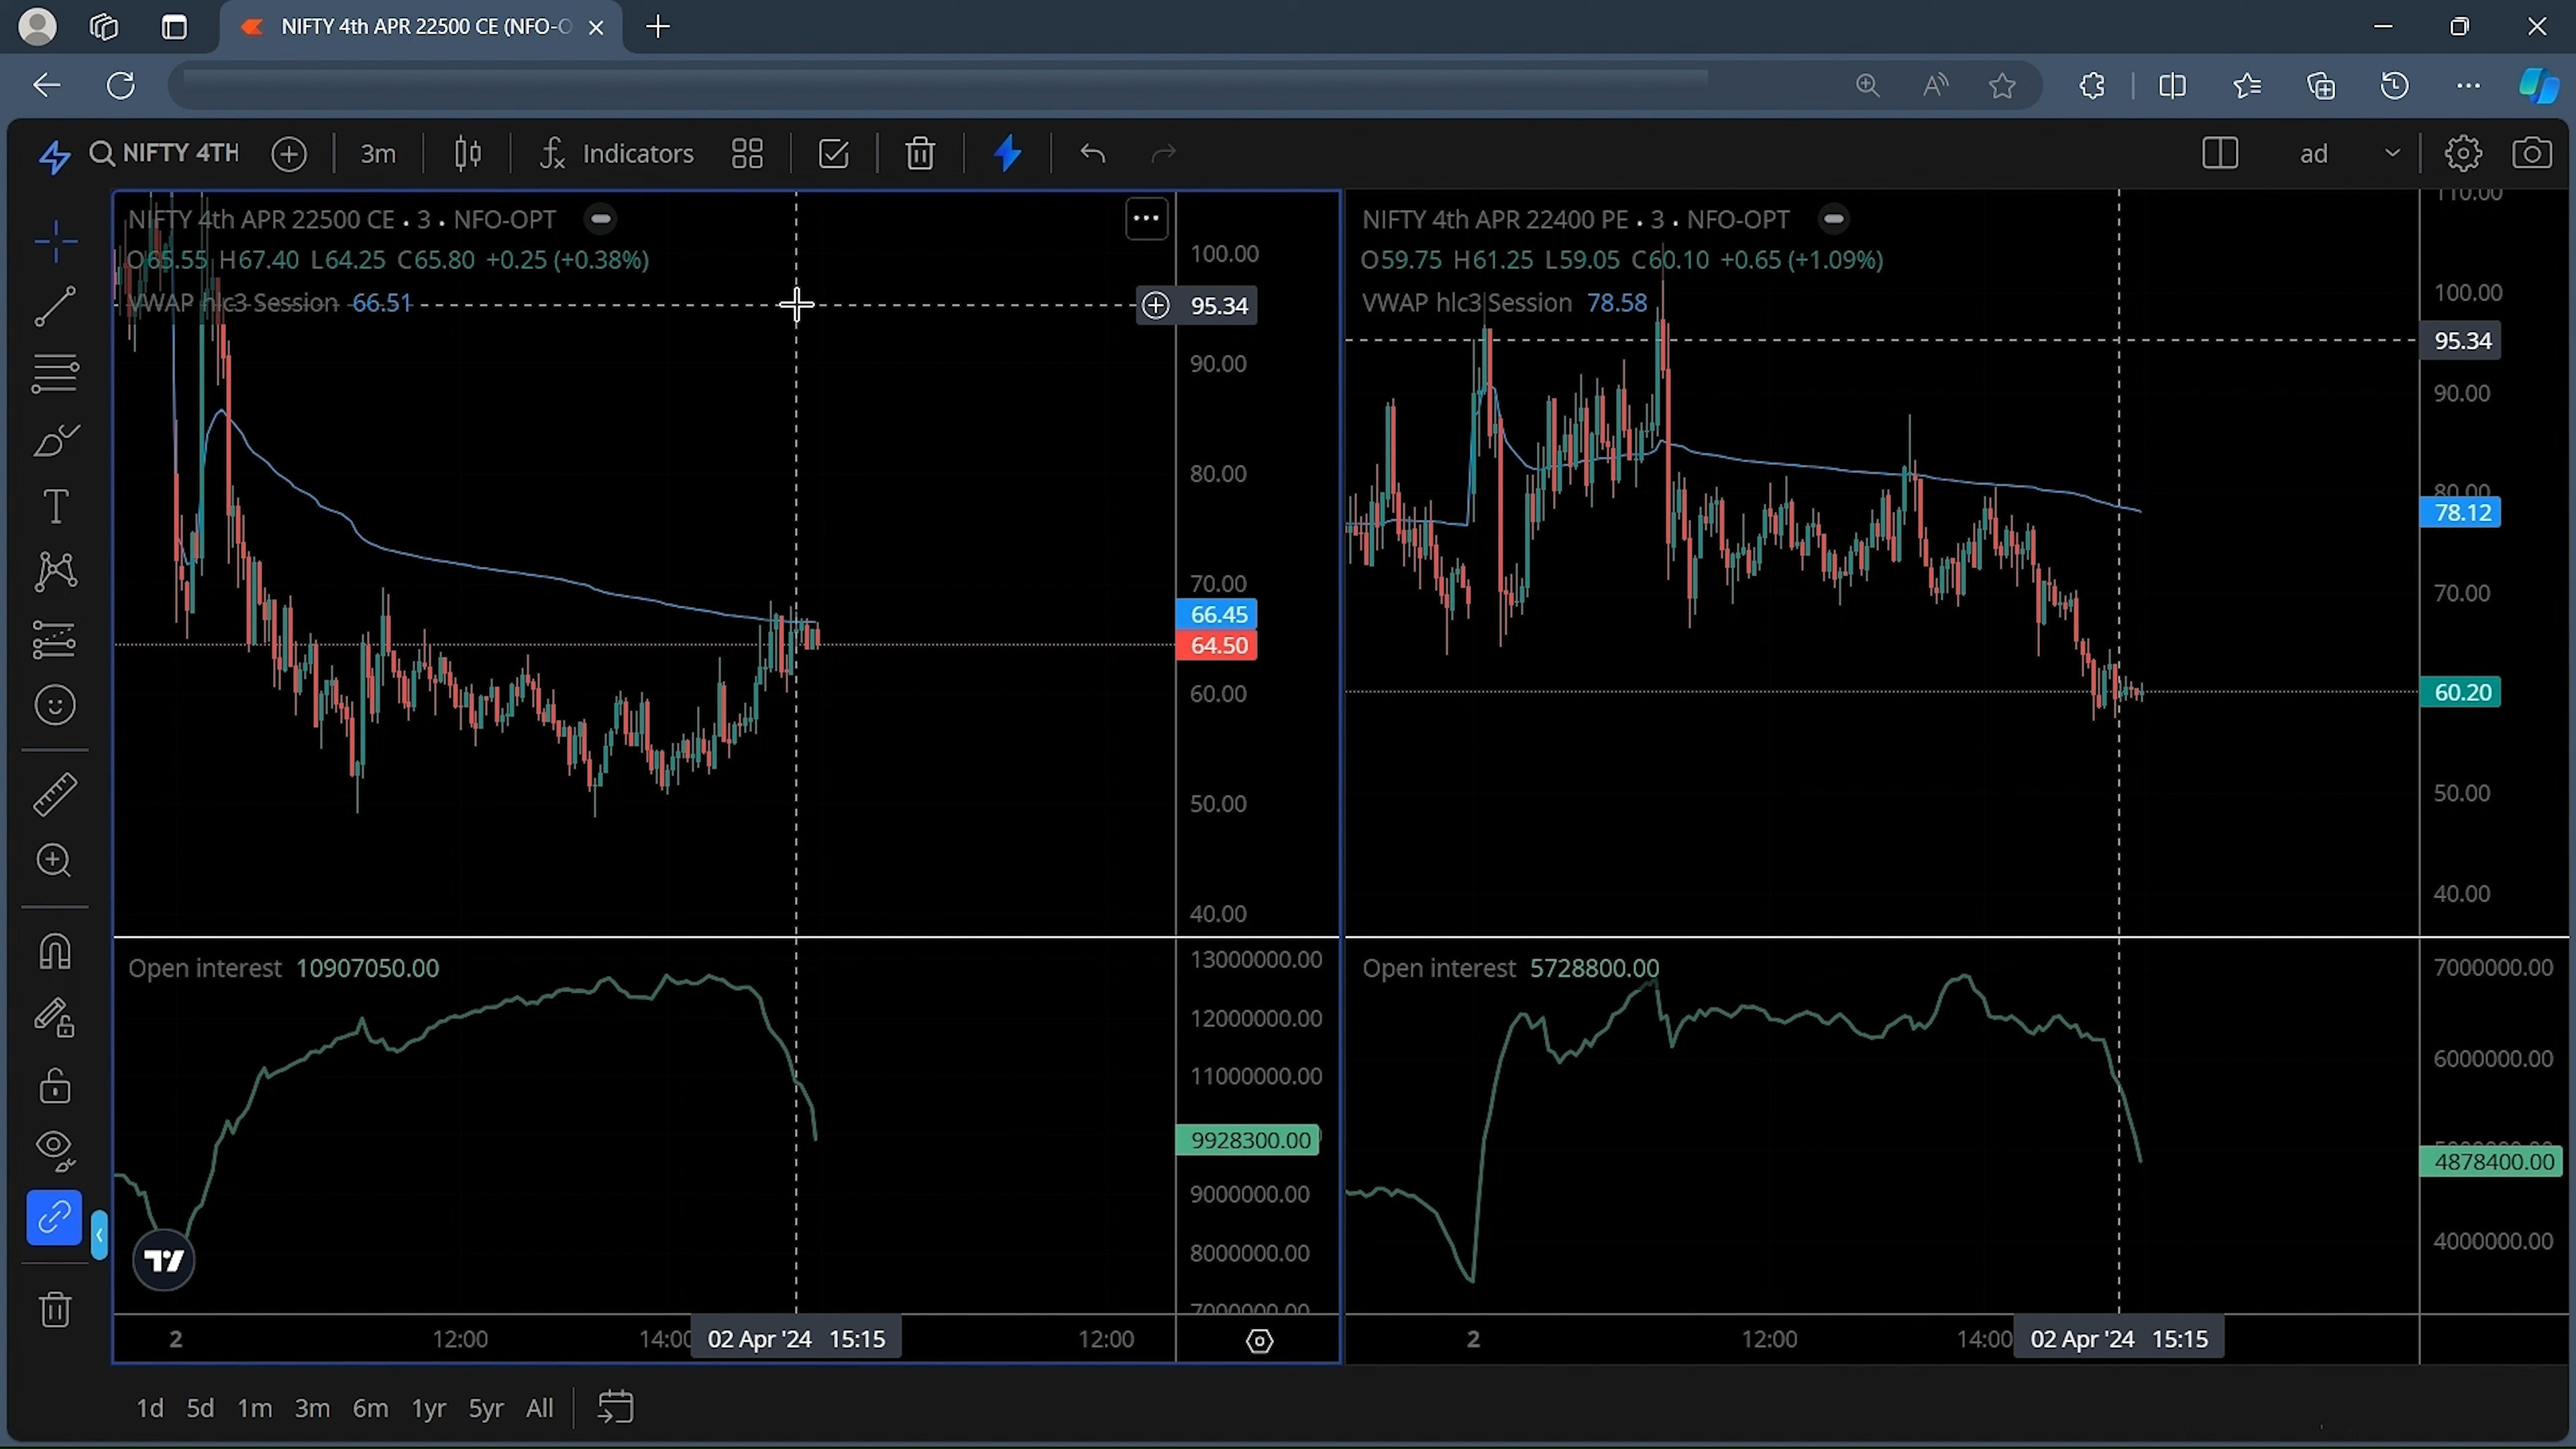 NIFTY 4th APR 22500 CE (NFO-O
NIFTY 4TH
3m
Indicators
ad
NIFTY 4th APR 22500 CE · 3 · NFO-OPT
O65.55 H67.40 L64.25 C65.80 +0.25 (+0.38%)
VWAP hlc3 Session 66.51
100.00
95.34
90.00
80.00
70.00
66.45
64.50
60.00
50.00
40.00
Open interest 10907050.00
13000000.00
12000000.00
11000000.00
9928300.00
9000000.00
8000000.00
7000000.00
2 12:00 14:00 02 Apr '24 15:15 12:00
NIFTY 4th APR 22400 PE · 3 · NFO-OPT
O59.75 H61.25 L59.05 C60.10 +0.65 (+1.09%)
VWAP hlc3 Session 78.58
110.00
100.00
95.34
90.00
80.00
78.12
70.00
60.20
50.00
40.00
Open interest 5728800.00
7000000.00
6000000.00
4878400.00
4000000.00
2 12:00 14:00 02 Apr '24 15:15
1d 5d 1m 3m 6m 1yr 5yr All